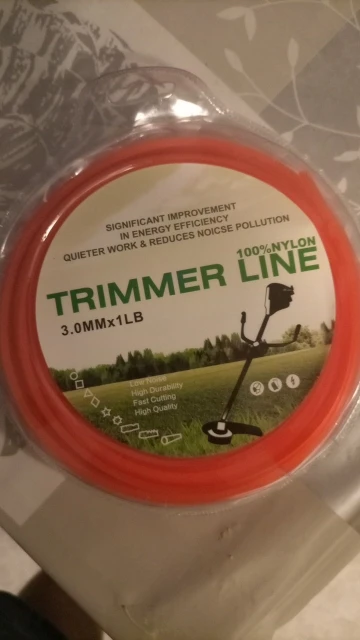 SIGNIFICANT IMPROVEMENT
IN ENERGY EFFICIENCY
QUIETER WORK & REDUCES NOICSE POLLUTION
100%NYLON
TRIMMER LINE
3.0MMx1LB
Low Noise
High Durability
Fast Cutting
High Quality